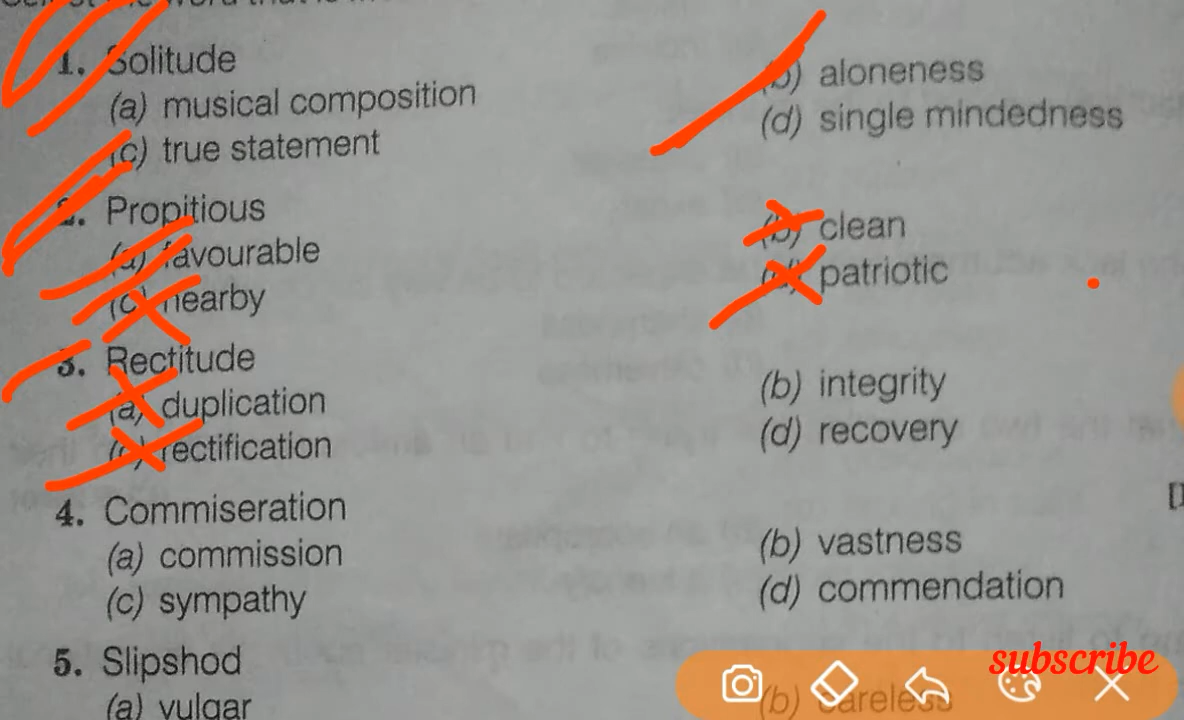 1. Solitude
(a) musical composition
(b) aloneness
(c) true statement
(d) single mindedness
2. Propitious
(a) favourable
(b) clean
(c) nearby
(d) patriotic
3. Rectitude
(a) duplication
(b) integrity
(c) rectification
(d) recovery
4. Commiseration
(a) commission
(b) vastness
(c) sympathy
(d) commendation
5. Slipshod
(a) vulgar
(b) careless
subscribe